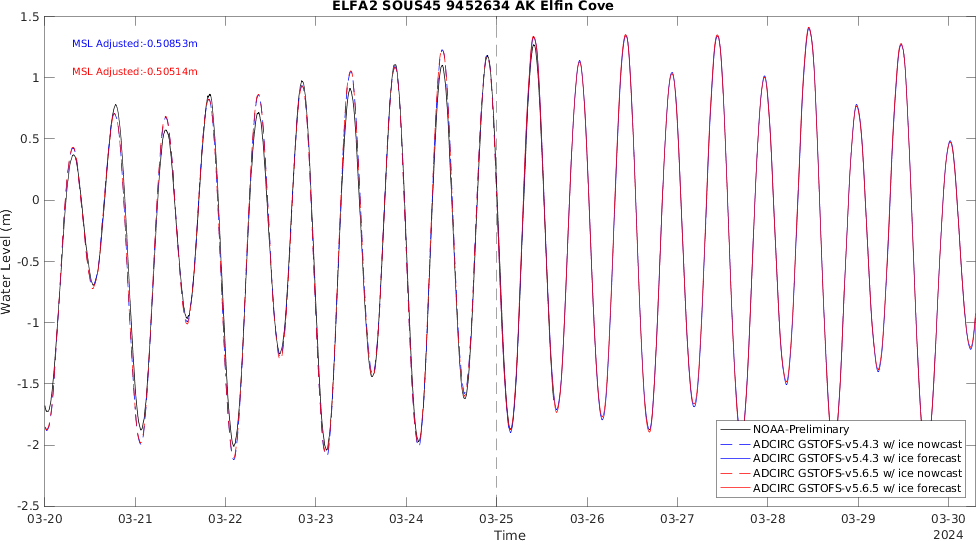 ELFA2 SOUS45 9452634 AK Elfin Cove
MSL Adjusted:-0.50853m
MSL Adjusted:-0.50514m
Water Level (m)
1.5
1
0.5
0
-0.5
-1
-1.5
-2
-2.5
NOAA-Preliminary
ADCIRC GSTOFS-v5.4.3 w/ ice nowcast
ADCIRC GSTOFS-v5.4.3 w/ ice forecast
ADCIRC GSTOFS-v5.6.5 w/ ice nowcast
ADCIRC GSTOFS-v5.6.5 w/ ice forecast
03-20 03-21 03-22 03-23 03-24 03-25 03-26 03-27 03-28 03-29 03-30
Time 2024